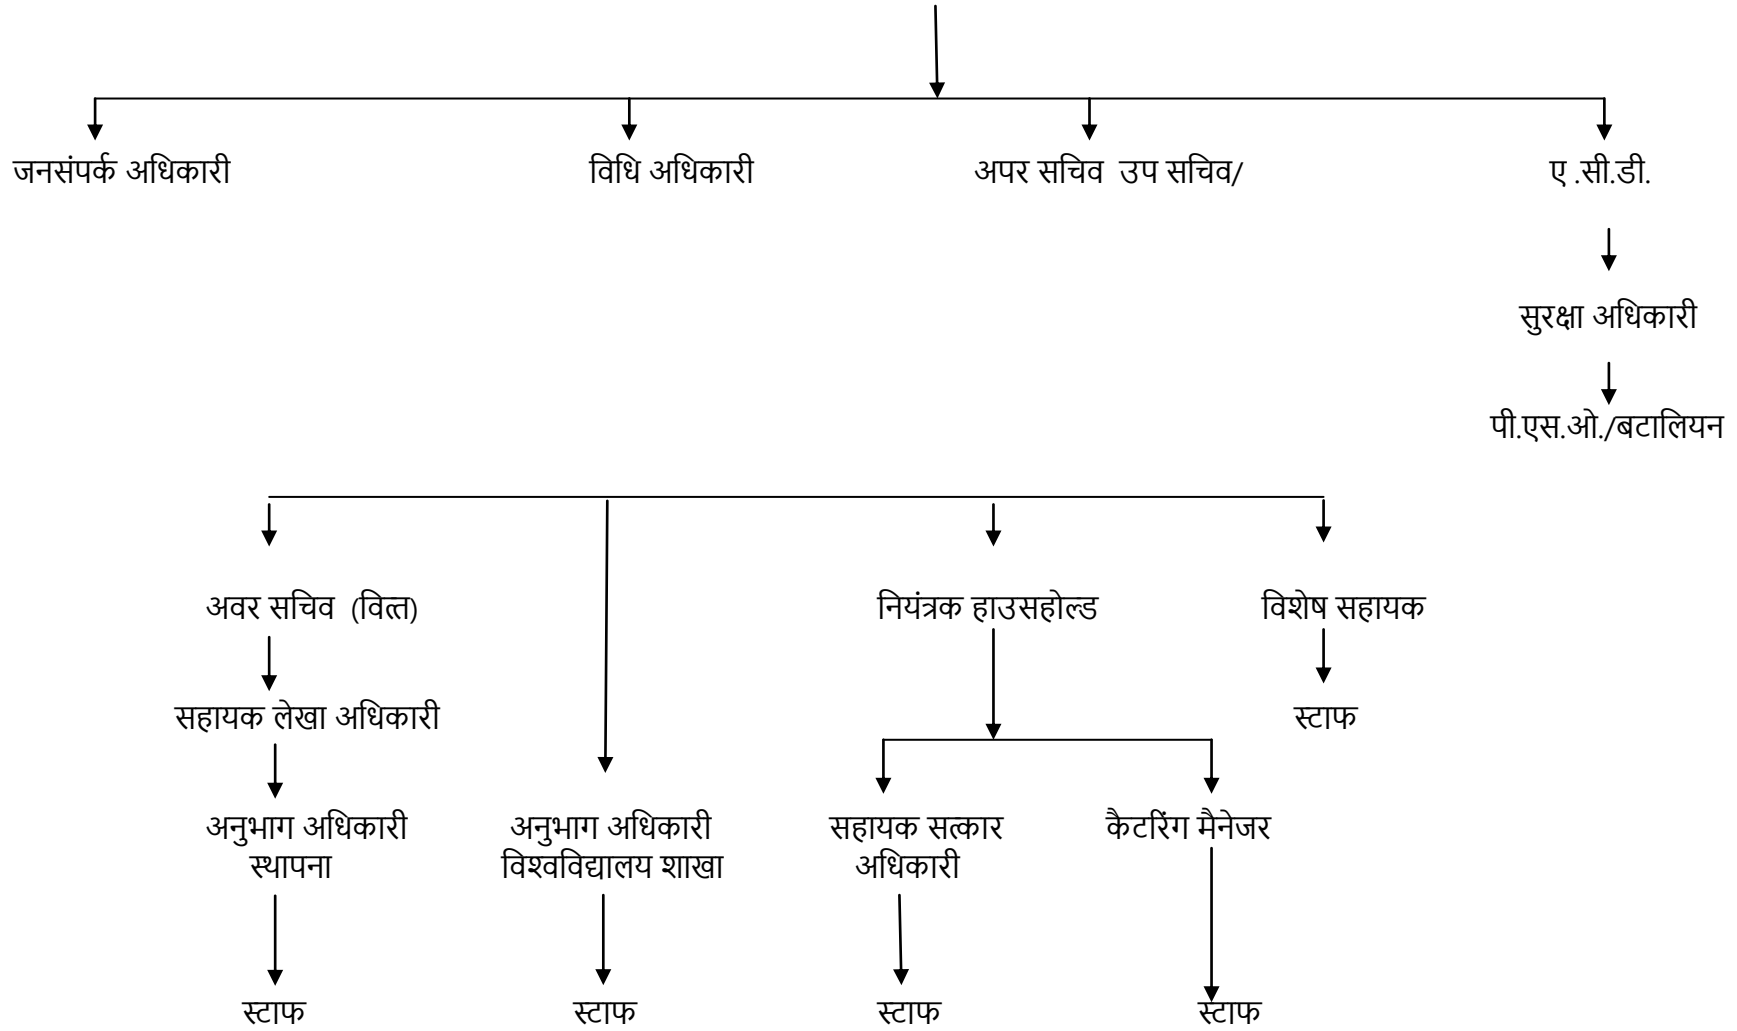 जनसंपर्क अधिकारी
विधि अधिकारी
अपर सचिव उप सचिव/
ए .सी.डी.
सुरक्षा अधिकारी
पी.एस.ओ./बटालियन
अवर सचिव (वित्त)
नियंत्रक हाउसहोल्ड
विशेष सहायक
सहायक लेखा अधिकारी
स्टाफ
अनुभाग अधिकारी
स्थापना
अनुभाग अधिकारी
विश्वविद्यालय शाखा
सहायक सत्कार
अधिकारी
कैटरिंग मैनेजर
स्टाफ
स्टाफ
स्टाफ
स्टाफ